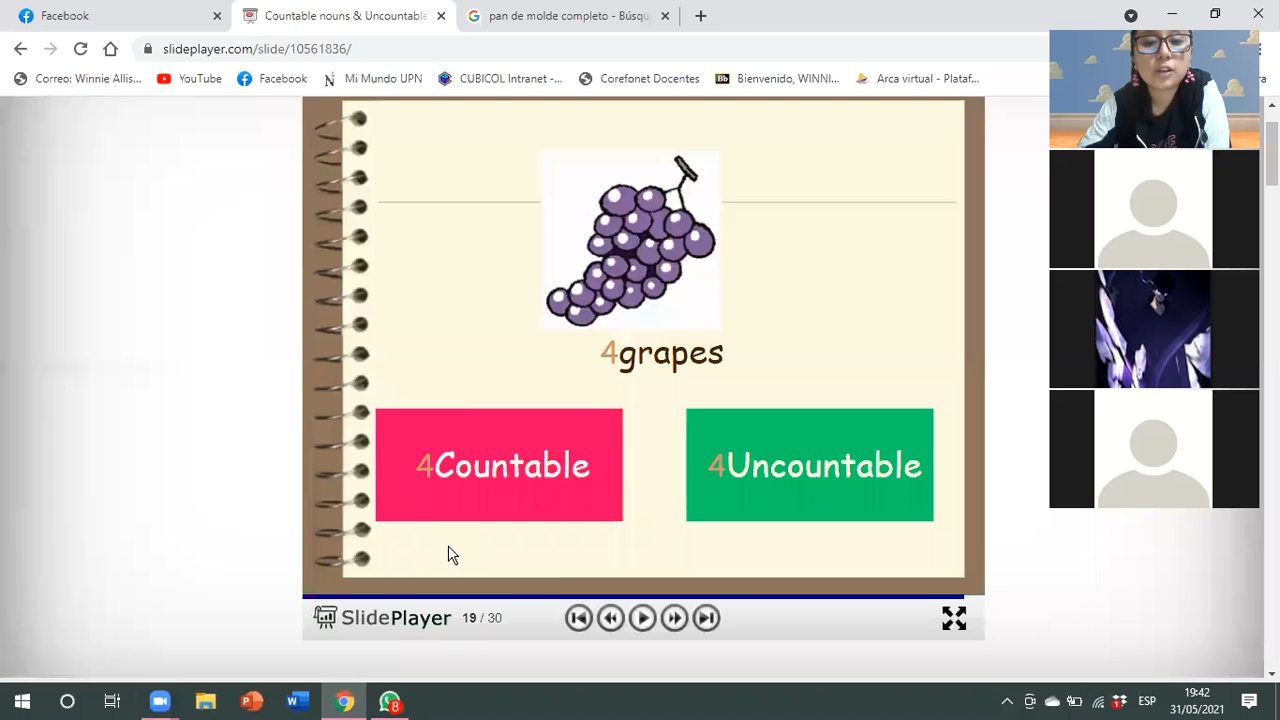 Facebook
Countable nouns & Uncountable
pan de molde completo - Búsqu
slideplayer.com/slide/10561836/
Correo: Winnie Allis...
YouTube
Facebook
Mi Mundo UPN
CUBICOL Intranet -...
Corefonet Docentes
Bb
Bienvenido, WINNI...
Arca virtual - Plataf...
4grapes
4Countable
4Uncountable
SlidePlayer
19 / 30
8
ESP
19:42
31/05/2021